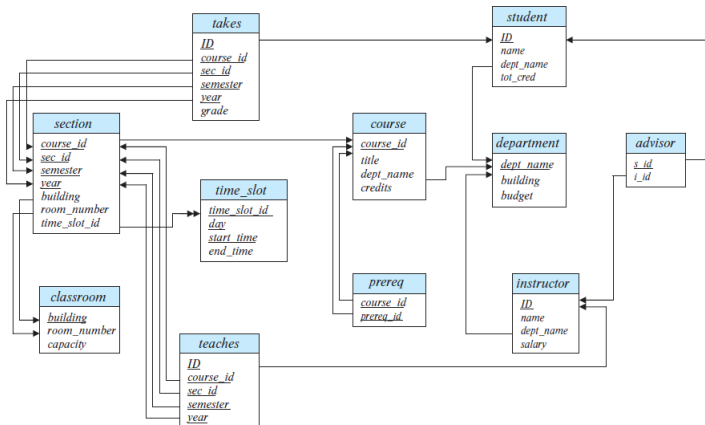 takes
ID
course_id
sec_id
semester
year
grade
student
ID
name
dept_name
tot_cred
section
course_id
sec_id
semester
year
building
room_number
time_slot_id
course
course_id
title
dept_name
credits
department
dept_name
building
budget
advisor
s_id
i_id
time_slot
time_slot_id
day
start_time
end_time
classroom
building
room_number
capacity
prereq
course_id
prereq_id
instructor
ID
name
dept_name
salary
teaches
ID
course_id
sec_id
semester
year